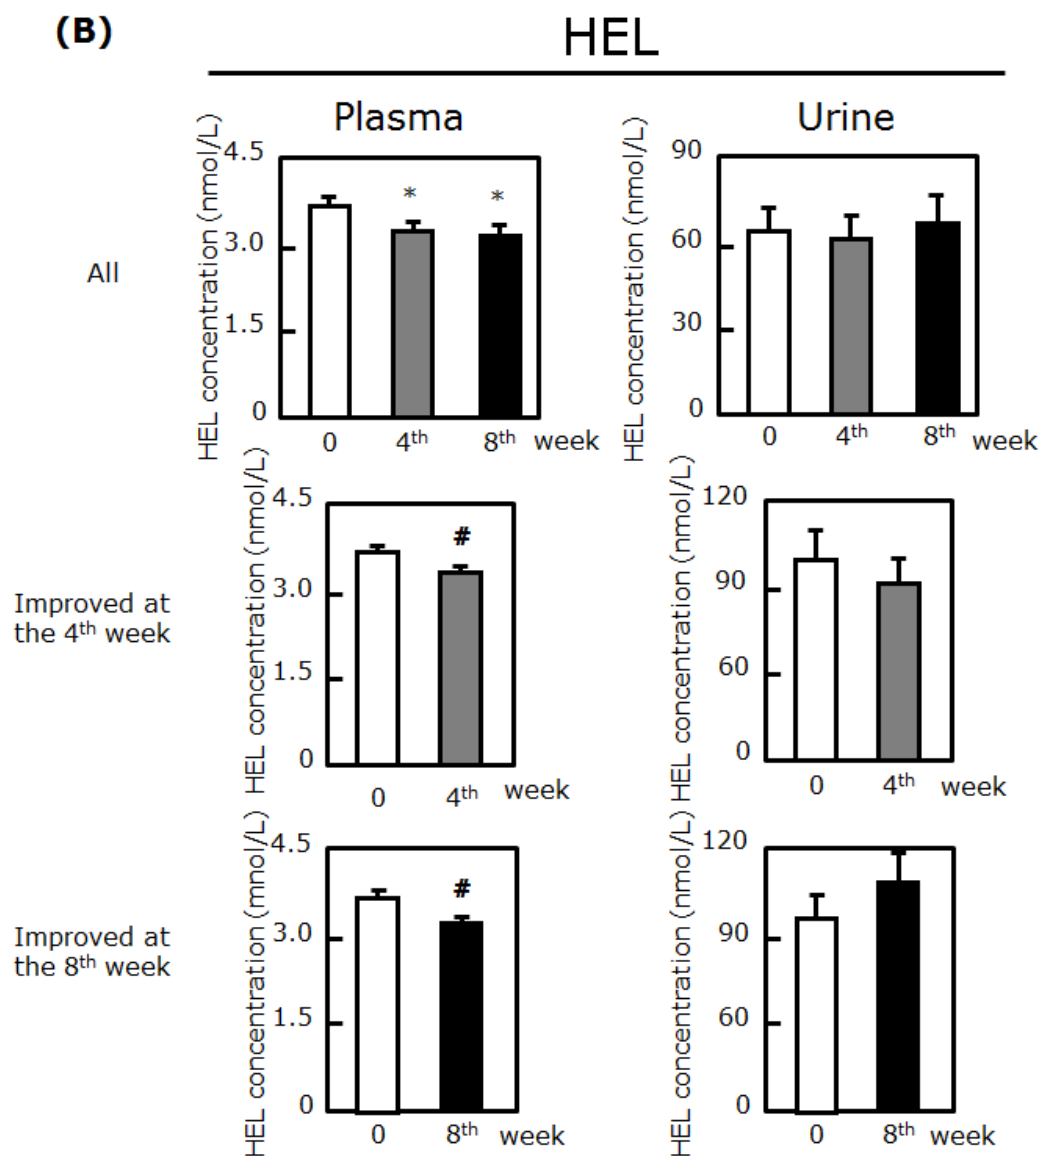 (B)
HEL
Plasma
Urine
All
HEL concentration (nmol/L)
4.5
3.0
1.5
0
*
*
0 4th 8th week
HEL concentration (nmol/L)
90
60
30
0
0 4th 8th week
Improved at
the 4th week
HEL concentration (nmol/L)
4.5
3.0
1.5
0
#
0 4th week
HEL concentration (nmol/L)
120
90
60
0
0 4th week
Improved at
the 8th week
HEL concentration (mnol/L)
4.5
3.0
1.5
0
#
0 8th week
HEL concentration (nmol/L)
120
90
60
0
0 8th week